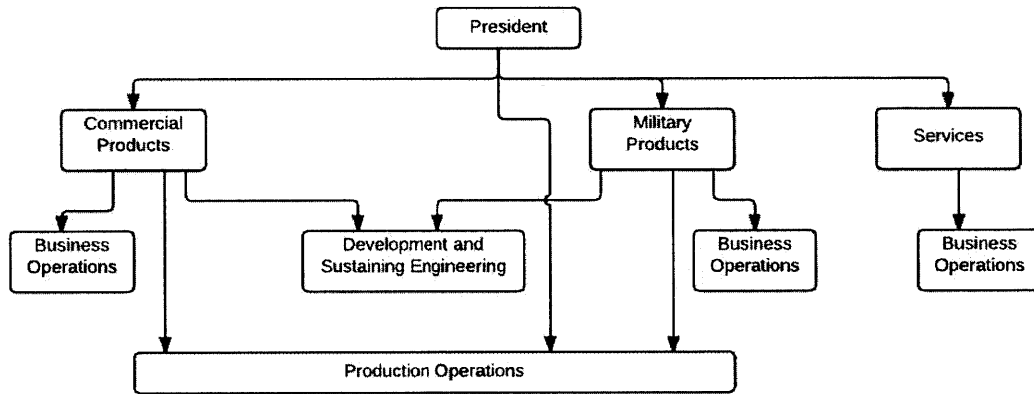 President
Commercial
Products
Military
Products
Services
Business
Operations
Development and
Sustaining Engineering
Business
Operations
Business
Operations
Production Operations